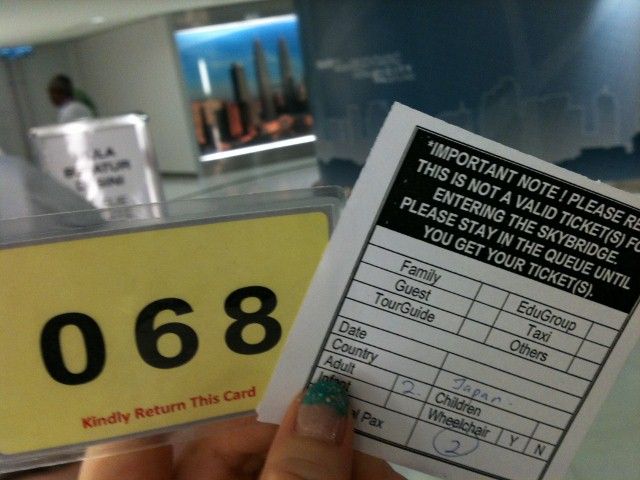 068
Kindly Return This Card
*IMPORTANT NOTE ! PLEASE
THIS IS NOT A VALID TICKET(S)
ENTERING THE SKYBRIDGE.
PLEASE STAY IN THE QUEUE UNTIL
YOU GET YOUR TICKET(S).
Family EduGroup
Guest Taxi
TourGuide Others
Date
Country Japan.
Adult 2 Children
Infant Wheelchair Y N
Pax 2